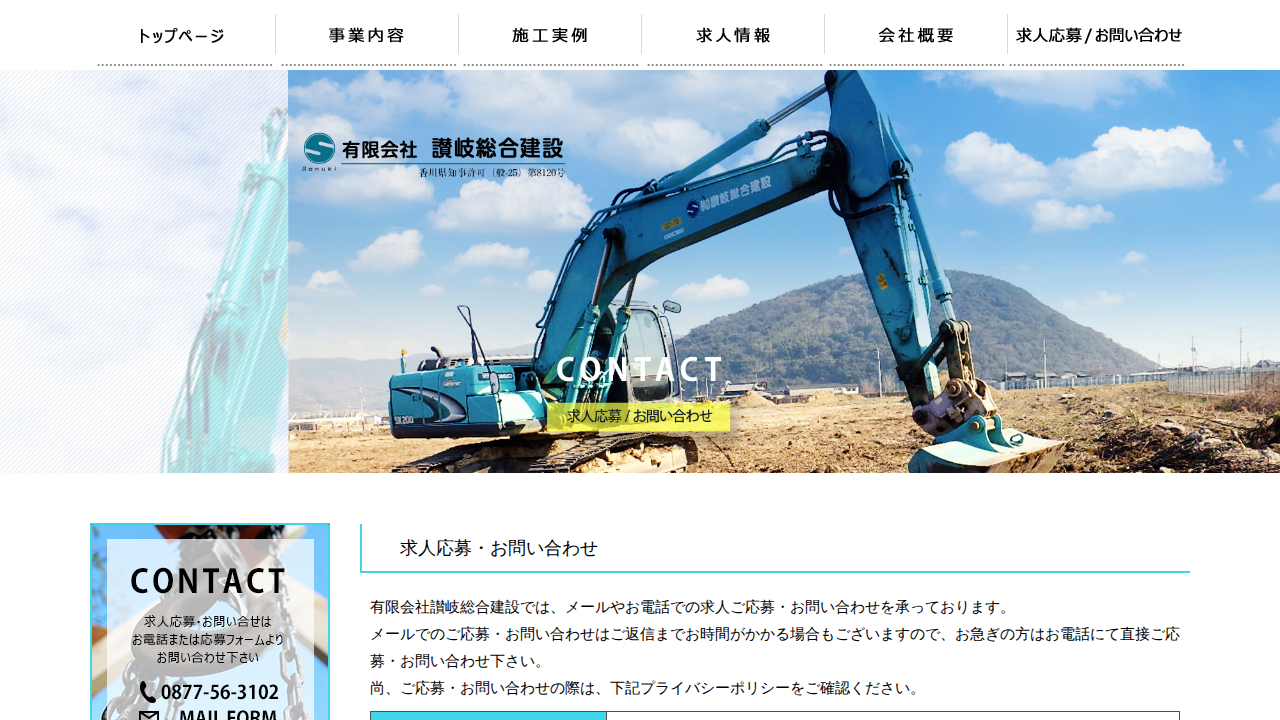 トップページ 事業内容 施工実例 求人情報 会社概要 求人応募/お問い合わせ
有限会社 讃岐総合建設
Sanuki
香川県知事許可(般-25)第8120号
㈲讃岐総合建設
CONTACT
求人応募/お問い合わせ
CONTACT
求人応募・お問い合せは
お電話または応募フォームより
お問い合わせ下さい
0877-56-3102
MAIL FORM
求人応募・お問い合わせ
有限会社讃岐総合建設では、メールやお電話での求人ご応募・お問い合わせを承っております。
メールでのご応募・お問い合わせはご返信までお時間がかかる場合もございますので、お急ぎの方はお電話にて直接ご応
募・お問い合わせ下さい。
尚、ご応募・お問い合わせの際は、下記プライバシーポリシーをご確認ください。